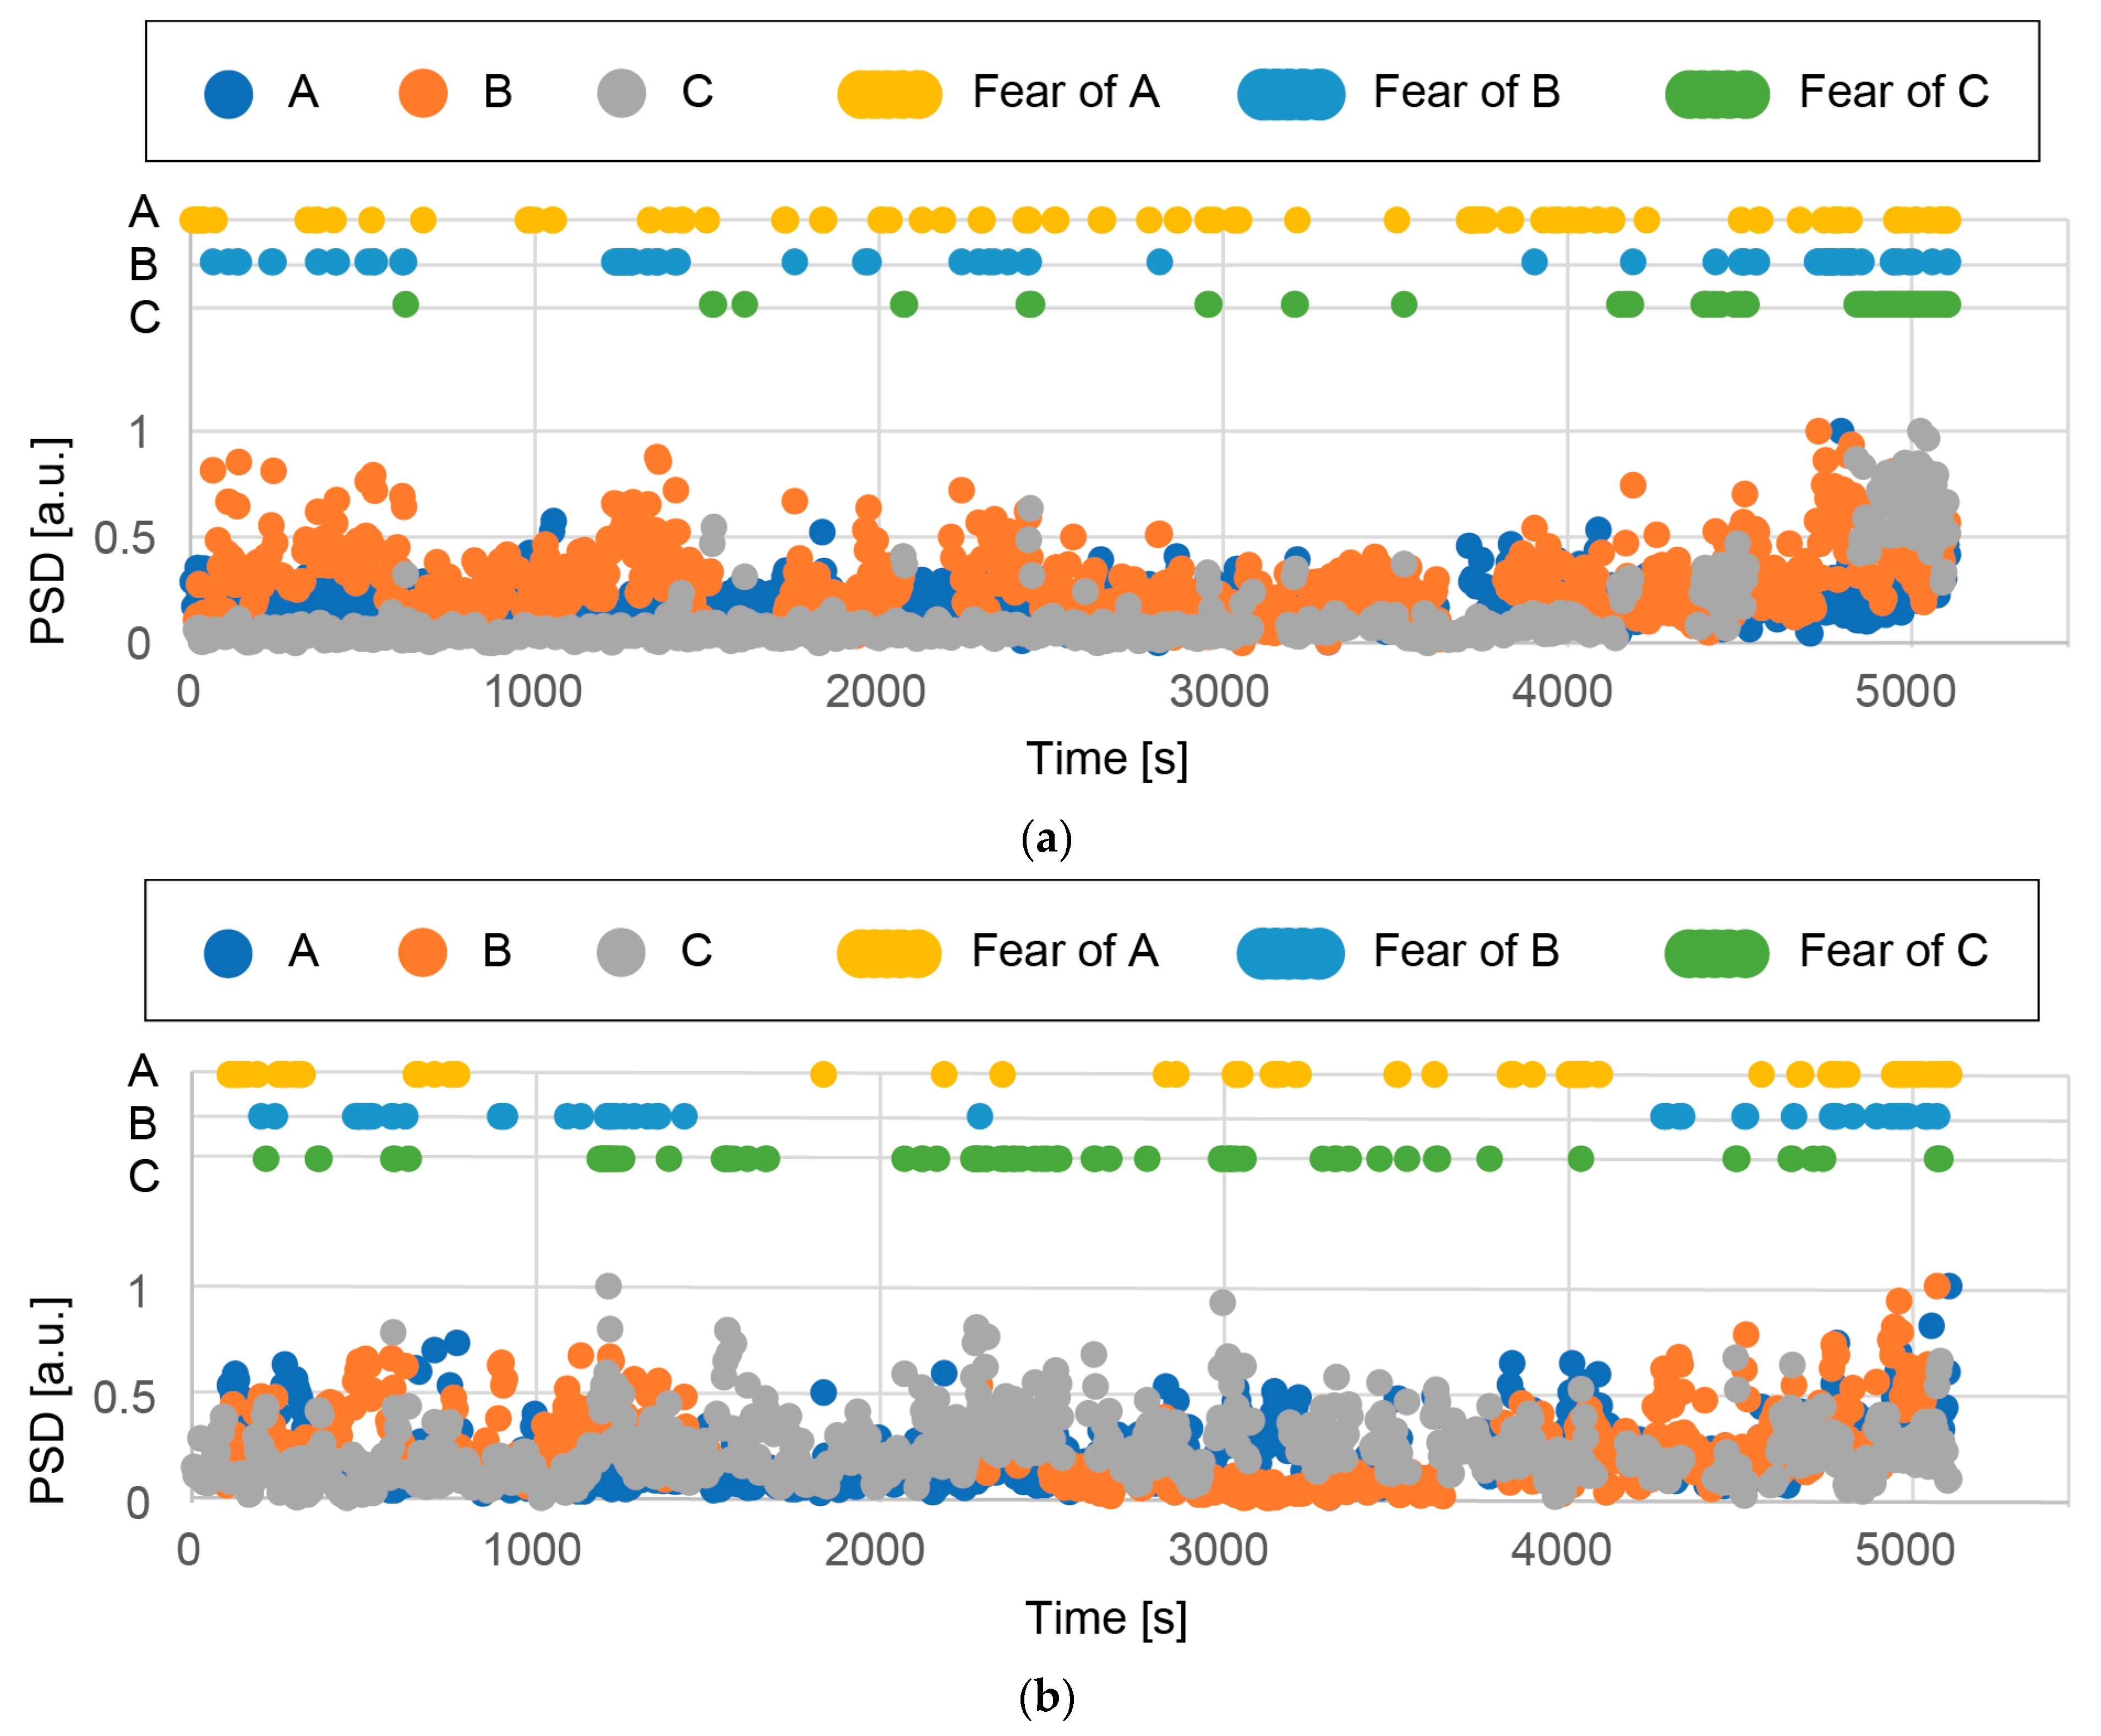 A B C Fear of A Fear of B Fear of C
A
B
C
1
0.5
0
PSD [a.u.]
0 1000 2000 3000 4000 5000
Time [s]
(a)
A B C Fear of A Fear of B Fear of C
A
B
C
1
0.5
0
PSD [a.u.]
0 1000 2000 3000 4000 5000
Time [s]
(b)